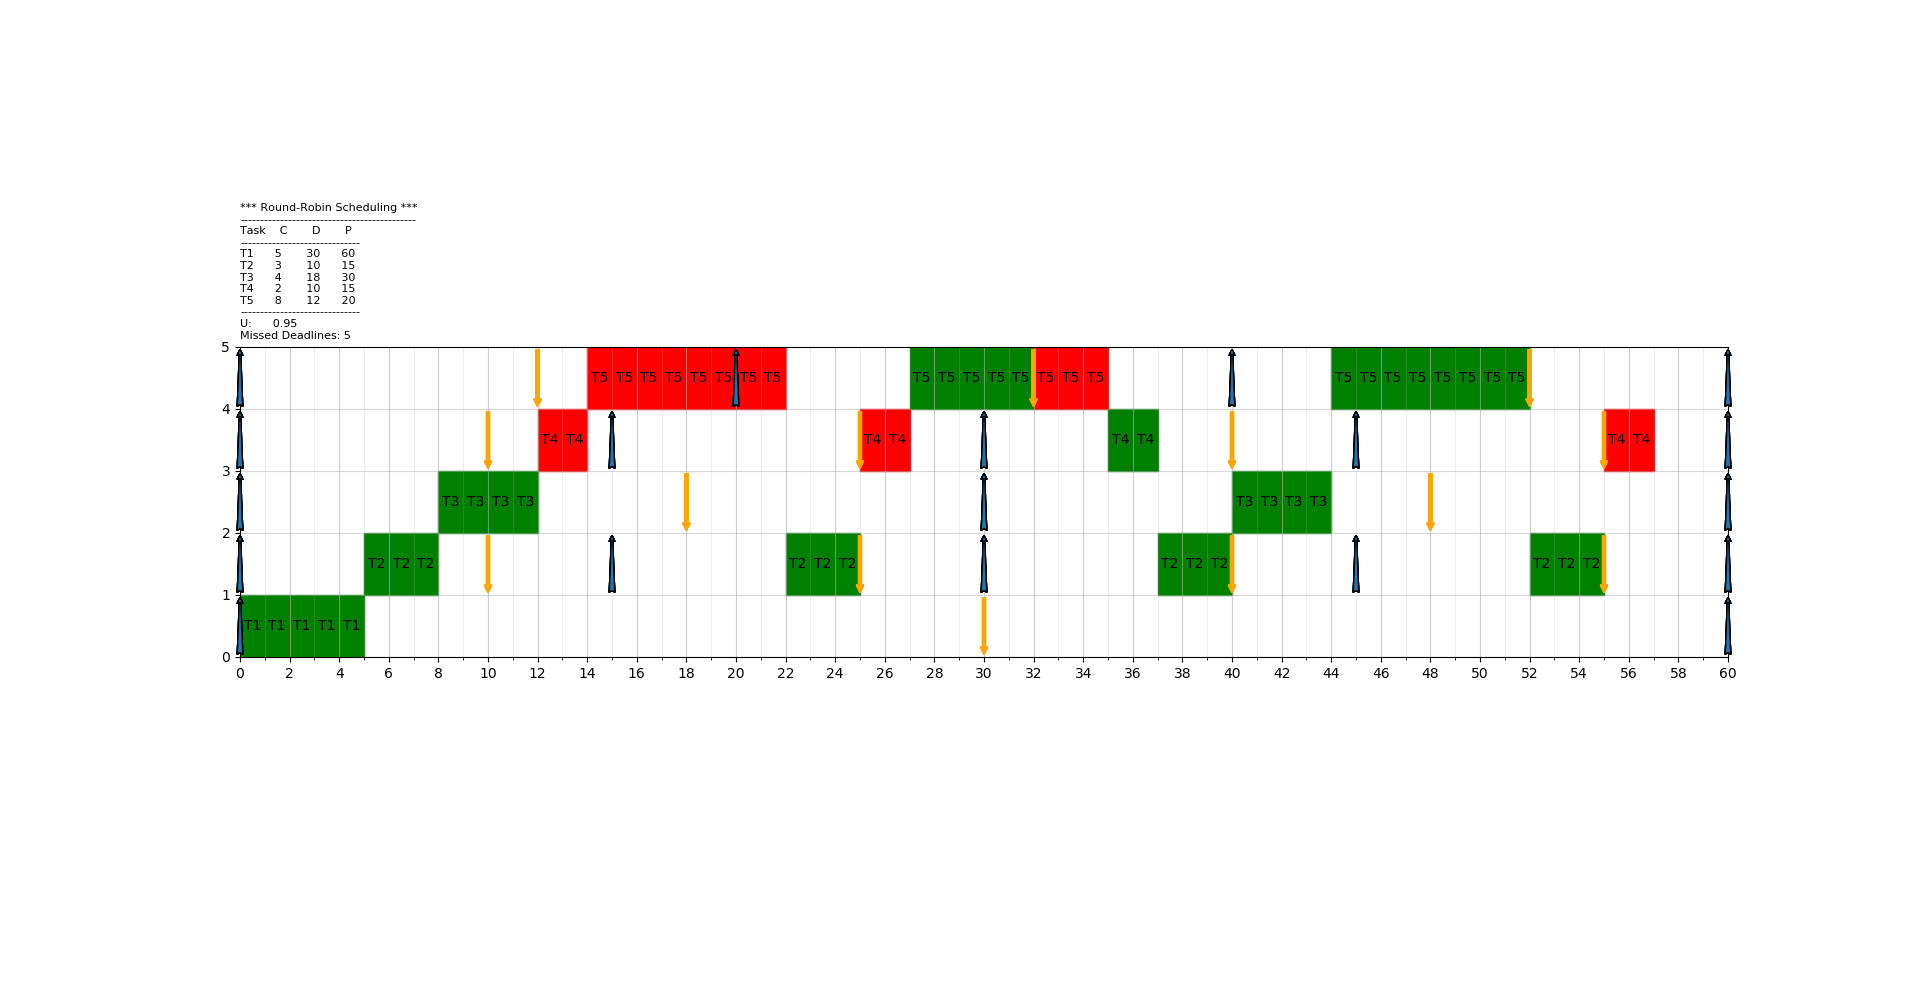 *** Round-Robin Scheduling ***
--------------------------------------------
Task C D P
------------------------------
T1 5 30 60
T2 3 10 15
T3 4 18 30
T4 2 10 15
T5 8 12 20
------------------------------
U: 0.95
Missed Deadlines: 5
5
T5 T5 T5 T5 T5 T5 T5 T5 T5 T5 T5 T5 T5 T5 T5 T5 T5 T5 T5 T5 T5 T5 T5 T5
4
T4 T4 T4 T4 T4 T4 T4 T4
3
T3 T3 T3 T3 T3 T3 T3 T3
2
T2 T2 T2 T2 T2 T2 T2 T2 T2 T2 T2 T2
1
T1 T1 T1 T1 T1
0
0 2 4 6 8 10 12 14 16 18 20 22 24 26 28 30 32 34 36 38 40 42 44 46 48 50 52 54 56 58 60